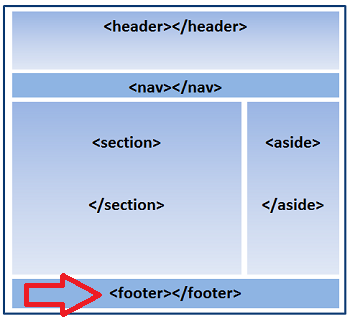 <header></header>
<nav></nav>
<section>
<aside>
</section>
</aside>
<footer></footer>